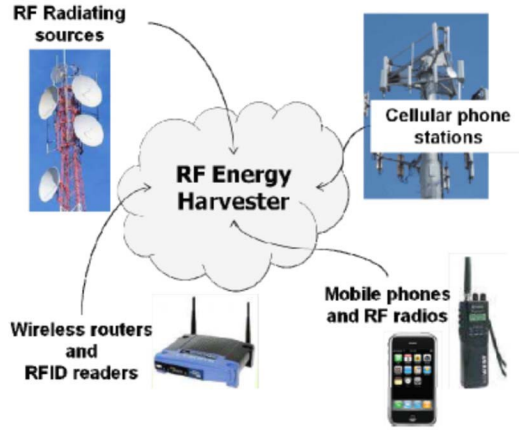 RF Radiating
sources
Cellular phone
stations
RF Energy
Harvester
Mobile phones
and RF radios
Wireless routers
and
RFID readers